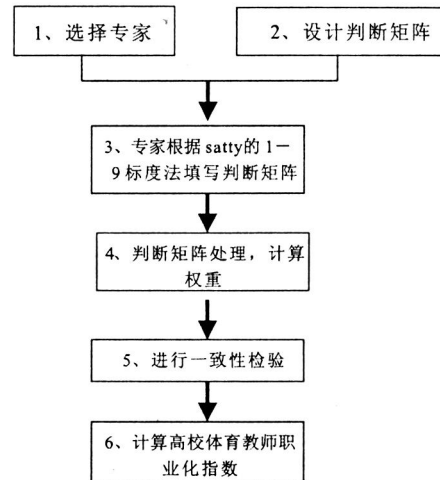 1、选择专家
2、设计判断矩阵
3、专家根据satty的1－
9标度法填写判断矩阵
4、判断矩阵处理，计算
权重
5、进行一致性检验
6、计算高校体育教师职
业化指数